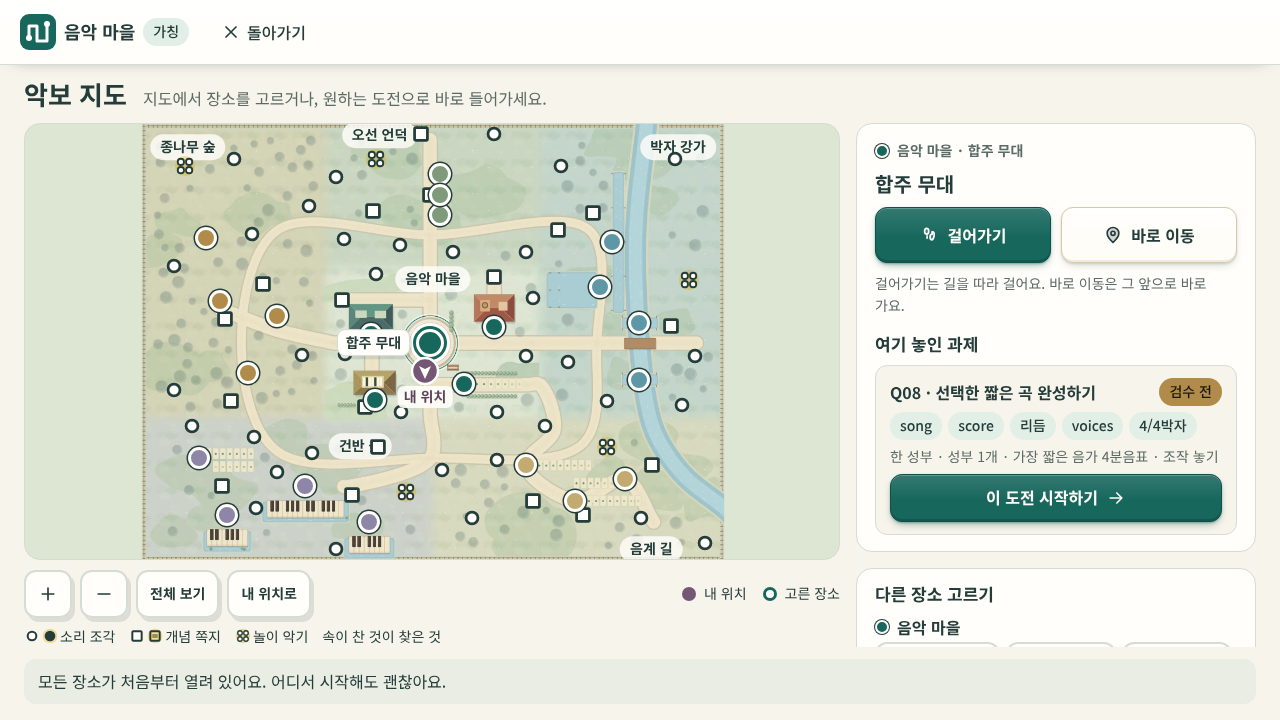 음악 마을 가칭 돌아가기
악보 지도 지도에서 장소를 고르거나, 원하는 도전으로 바로 들어가세요.
오선 언덕
종나무 숲
박자 강가
음악 마을
합주 무대
내 위치
건반
음계 길
전체 보기
내 위치로
내 위치
고른 장소
소리 조각 개념 쪽지 놀이 악기 속이 찬 것이 찾은 것
음악 마을 · 합주 무대
합주 무대
걸어가기
바로 이동
걸어가기는 길을 따라 걸어요. 바로 이동은 그 앞으로 바로
가요.
여기 놓인 과제
Q08 · 선택한 짧은 곡 완성하기
검수 전
song score 리듬 voices 4/4박자
한 성부 · 성부 1개 · 가장 짧은 음가 4분음표 · 조작 놓기
이 도전 시작하기
다른 장소 고르기
음악 마을
모든 장소가 처음부터 열려 있어요. 어디서 시작해도 괜찮아요.